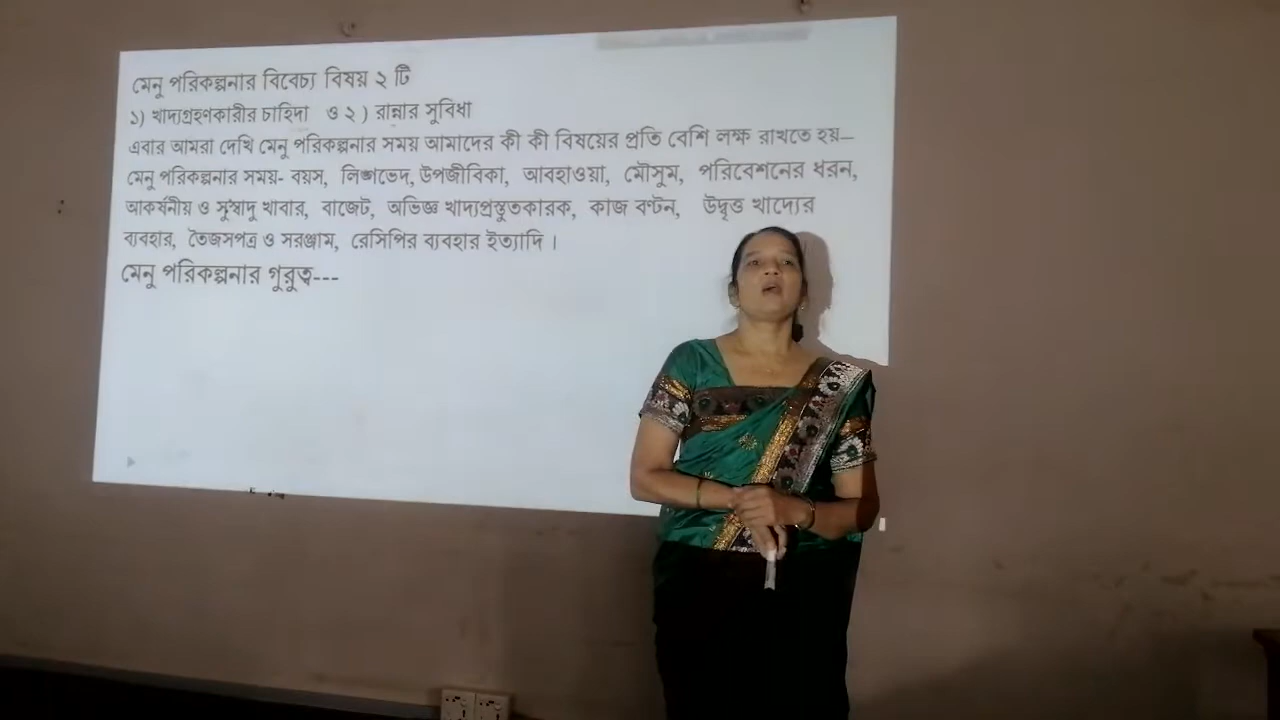 মেনু পরিকল্পনার বিবেচ্য বিষয় ২ টি
১) খাদ্যগ্রহণকারীর চাহিদা ও ২ ) রান্নার সুবিধা
এবার আমরা দেখি মেনু পরিকল্পনার সময় আমাদের কী কী বিষয়ের প্রতি বেশি লক্ষ রাখতে হয়–
মেনু পরিকল্পনার সময়- বয়স, লিঙ্গভেদ, উপজীবিকা, আবহাওয়া, মৌসুম, পরিবেশনের ধরন,
আকর্ষনীয় ও সুস্বাদু খাবার, বাজেট, অভিজ্ঞ খাদ্যপ্রস্তুতকারক, কাজ বণ্টন, উদ্বৃত্ত খাদ্যের
ব্যবহার, তৈজসপত্র ও সরঞ্জাম, রেসিপির ব্যবহার ইত্যাদি ।
মেনু পরিকল্পনার গুরুত্ব---